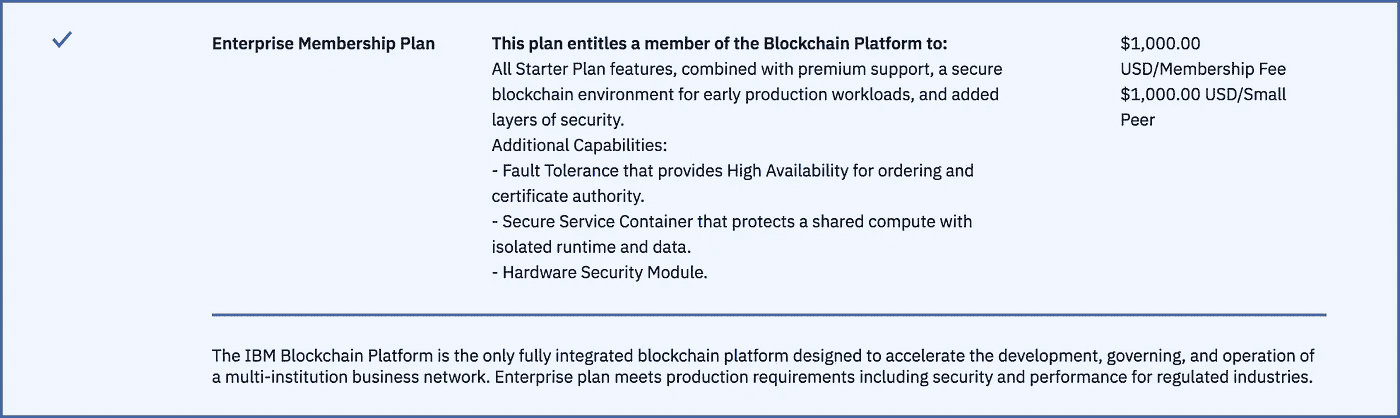 Enterprise Membership Plan
This plan entitles a member of the Blockchain Platform to:
All Starter Plan features, combined with premium support, a secure
blockchain environment for early production workloads, and added
layers of security.
Additional Capabilities:
- Fault Tolerance that provides High Availability for ordering and
certificate authority.
- Secure Service Container that protects a shared compute with
isolated runtime and data.
- Hardware Security Module.
$1,000.00
USD/Membership Fee
$1,000.00 USD/Small
Peer
The IBM Blockchain Platform is the only fully integrated blockchain platform designed to accelerate the development, governing, and operation of
a multi-institution business network. Enterprise plan meets production requirements including security and performance for regulated industries.